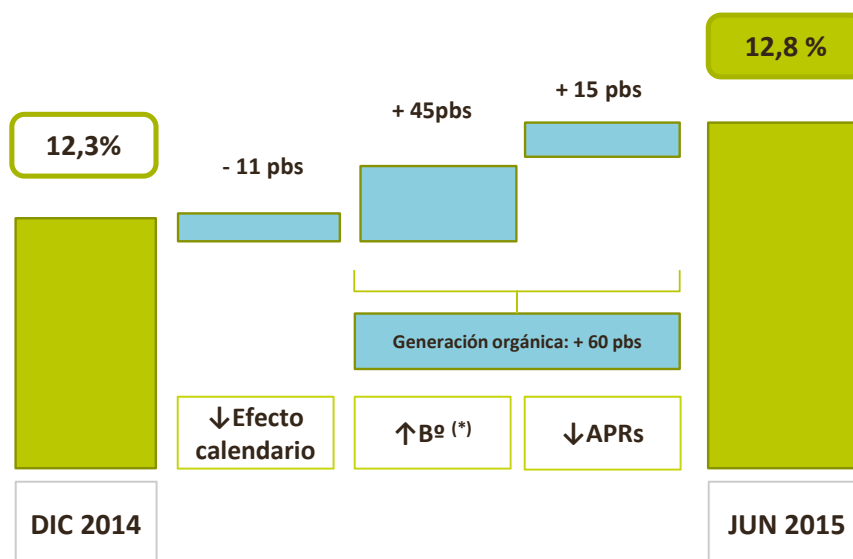 12,8 %
12,3%
- 11 pbs
+ 45pbs
+ 15 pbs
Generación orgánica: + 60 pbs
↓Efecto
calendario
↑Bº (*)
↓APRs
DIC 2014
JUN 2015